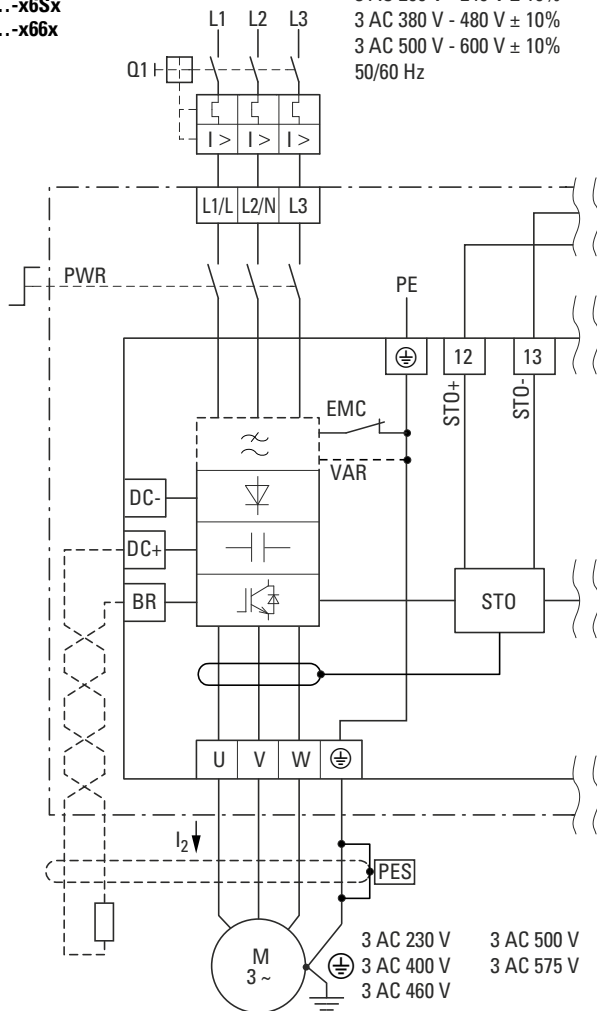 ..-x6Sx
..-x66x
L1 L2 L3
3 AC 380 V - 480 V ± 10%
3 AC 500 V - 600 V ± 10%
50/60 Hz
Q1
I > I > I >
L1/L L2/N L3
PWR
PE
12 13
STO+ STO-
EMC
VAR
DC-
DC+
BR
STO
U V W
I2
PES
M
3 ~
3 AC 230 V 3 AC 500 V
3 AC 400 V 3 AC 575 V
3 AC 460 V